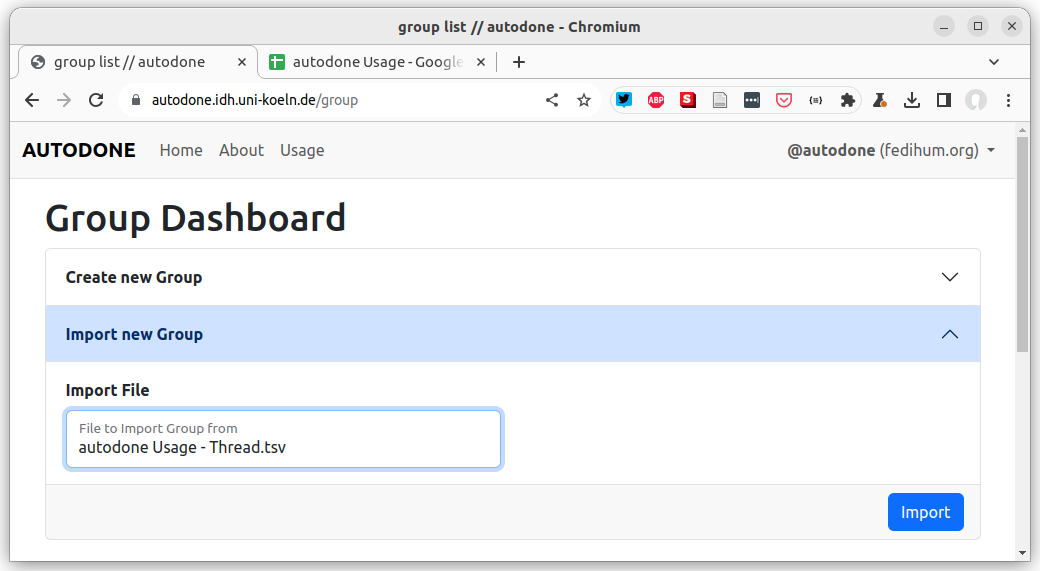 group list // autodone - Chromium
group list // autodone
autodone Usage - Google
autodone.idh.uni-koeln.de/group
ABP
S
AUTODONE
Home
About
Usage
@autodone (fedihum.org)
Group Dashboard
Create new Group
Import new Group
Import File
File to Import Group from
autodone Usage - Thread.tsv
Import